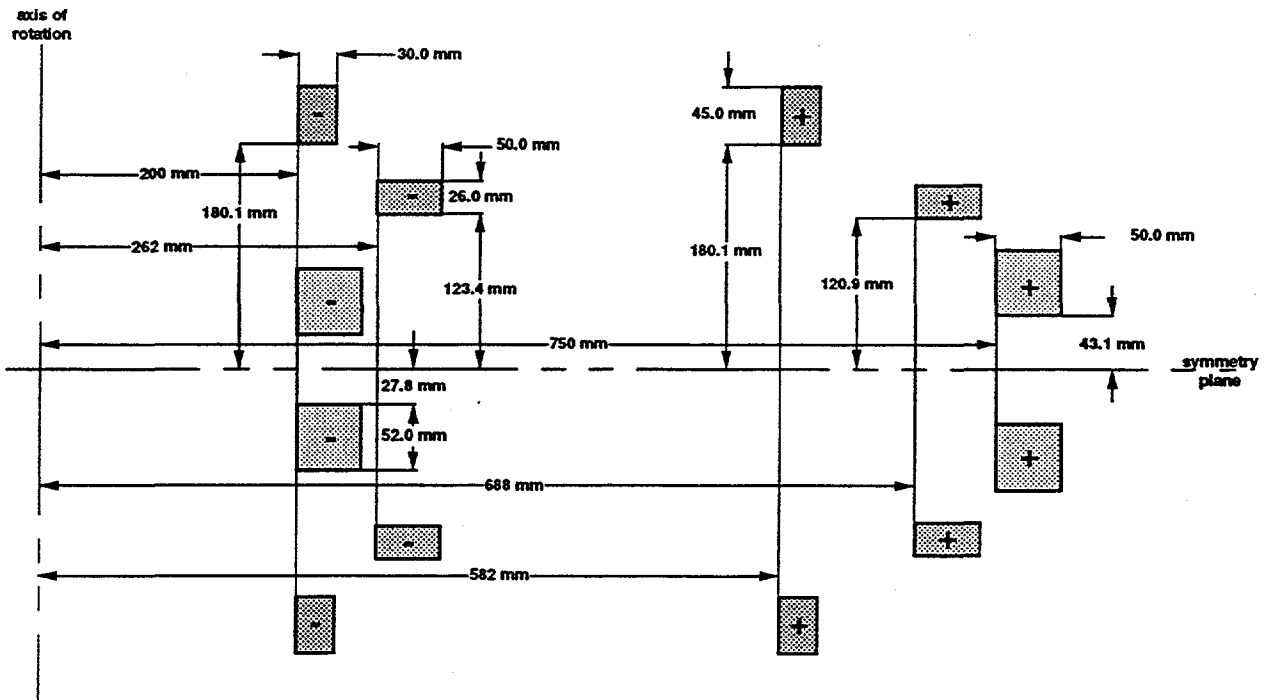 axis of
rotation
30.0 mm
-
+
45.0 mm
50.0 mm
200 mm
-
26.0 mm
+
180.1 mm
262 mm
50.0 mm
180.1 mm
123.4 mm
120.9 mm
-
+
750 mm
43.1 mm
symmetry
plane
27.8 mm
-
52.0 mm
+
688 mm
-
+
582 mm
-
+